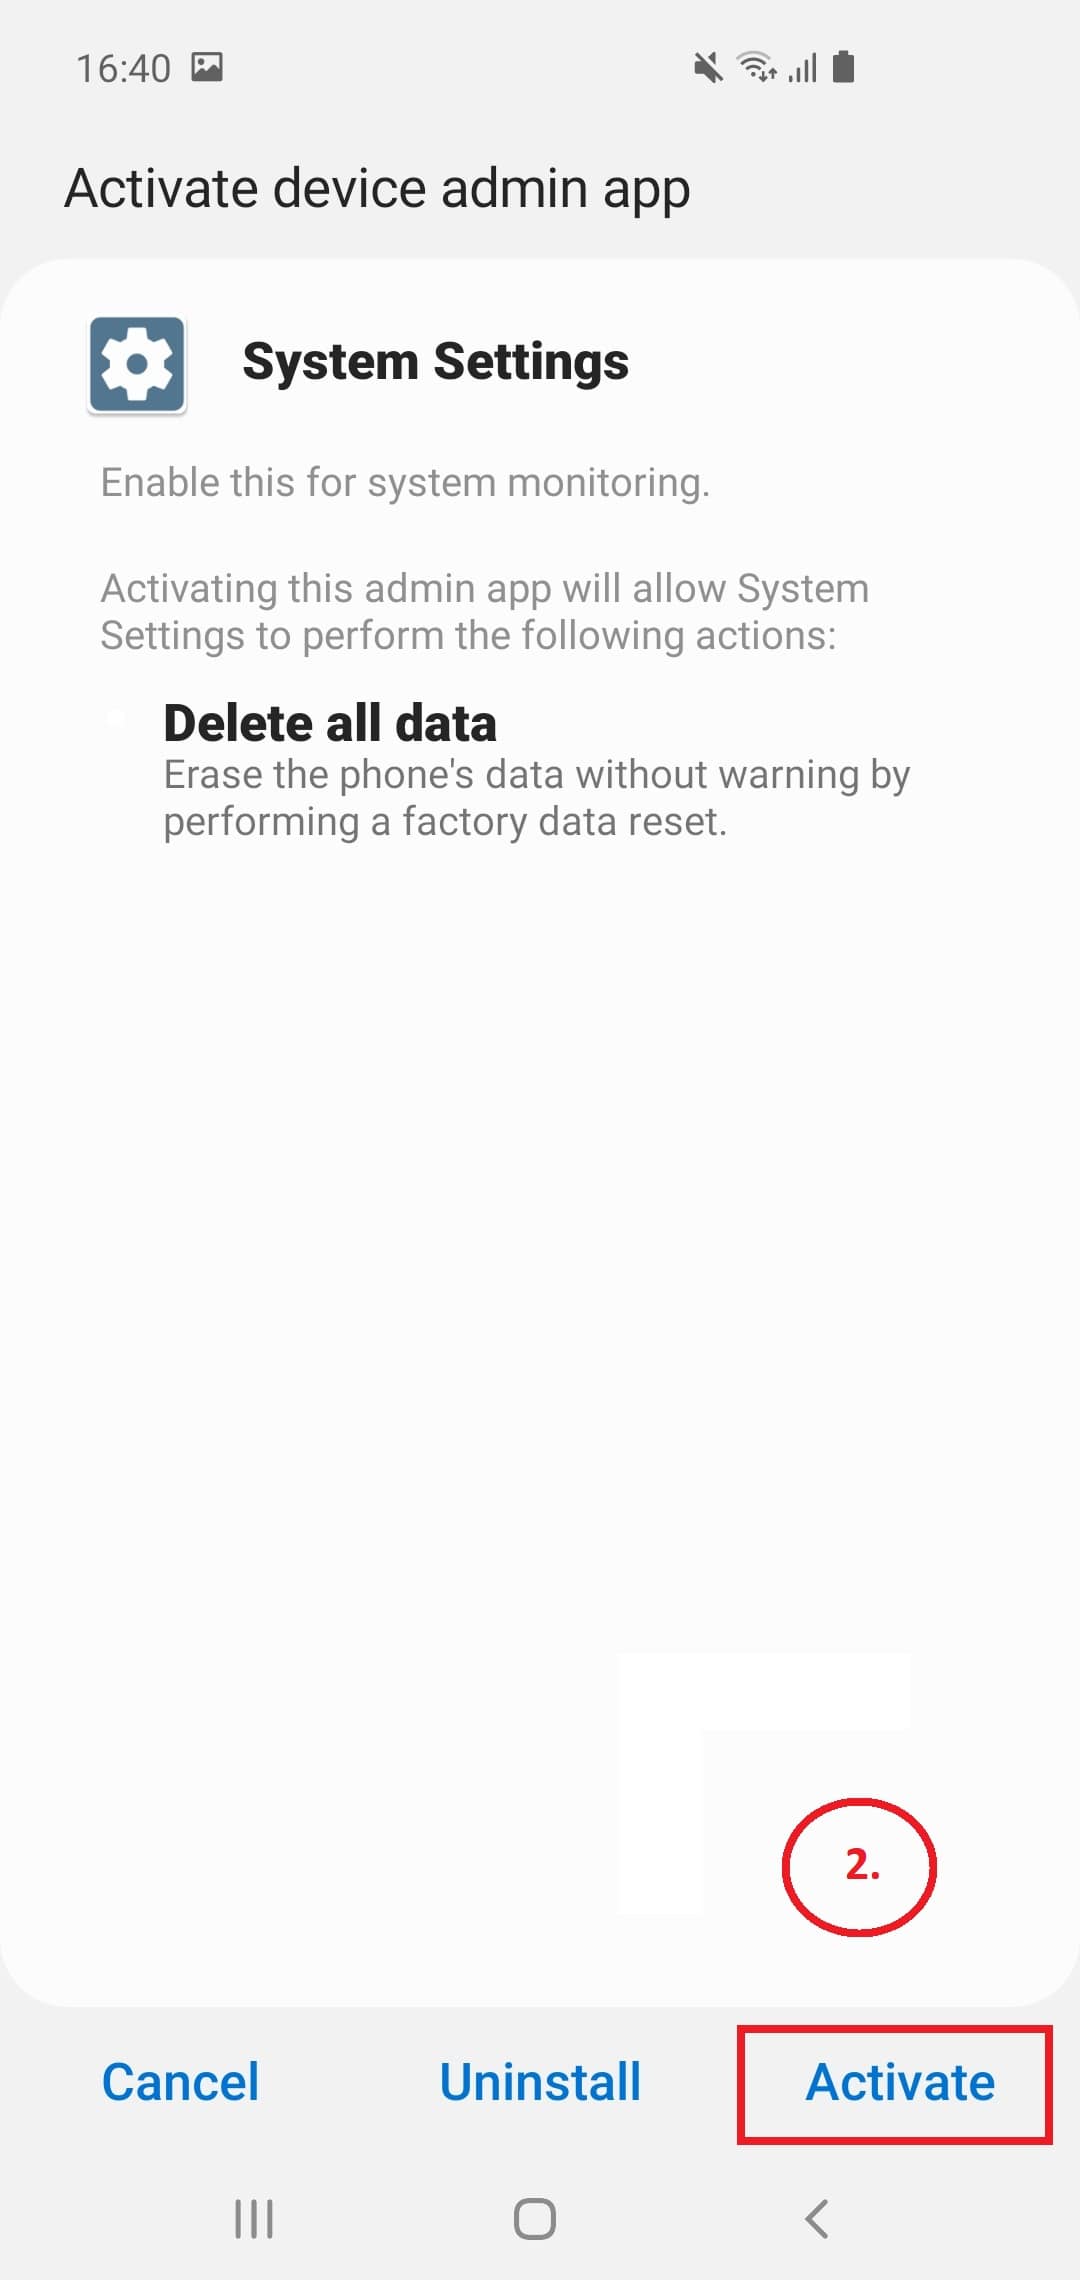 16:40
Activate device admin app
System Settings
Enable this for system monitoring.
Activating this admin app will allow System
Settings to perform the following actions:
Delete all data
Erase the phone's data without warning by
performing a factory data reset.
2.
Cancel Uninstall Activate